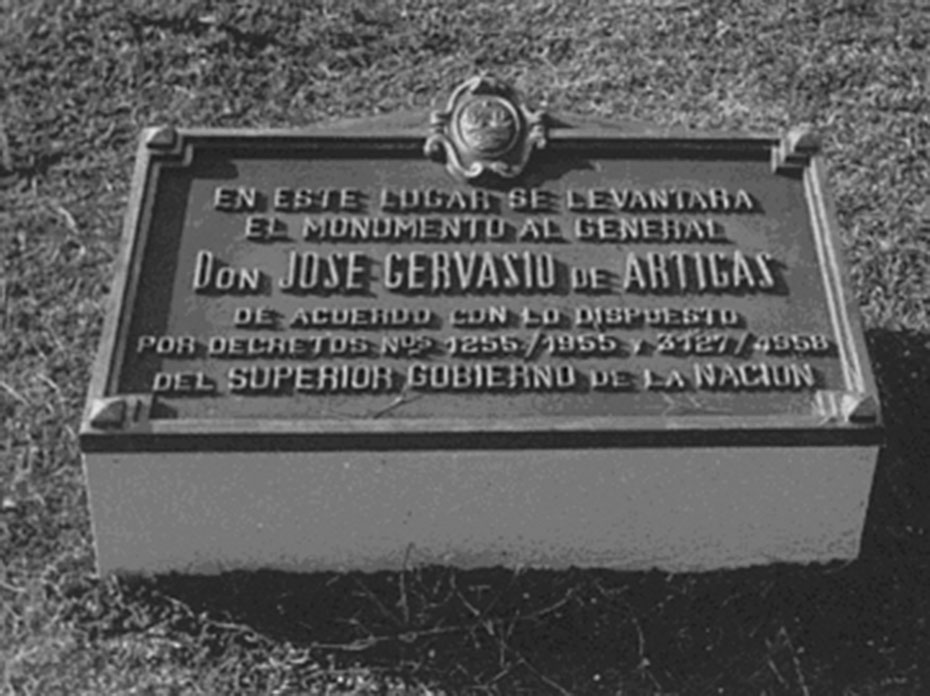 EN ESTE LUGAR SE LEVANTARA
EL MONUMENTO AL GENERAL
DON JOSE GERVASIO DE ARTIGAS
DE ACUERDO CON LO DISPUESTO
POR DECRETOS Nos 1255/1955 Y 3127/1958
DEL SUPERIOR GOBIERNO DE LA NACION